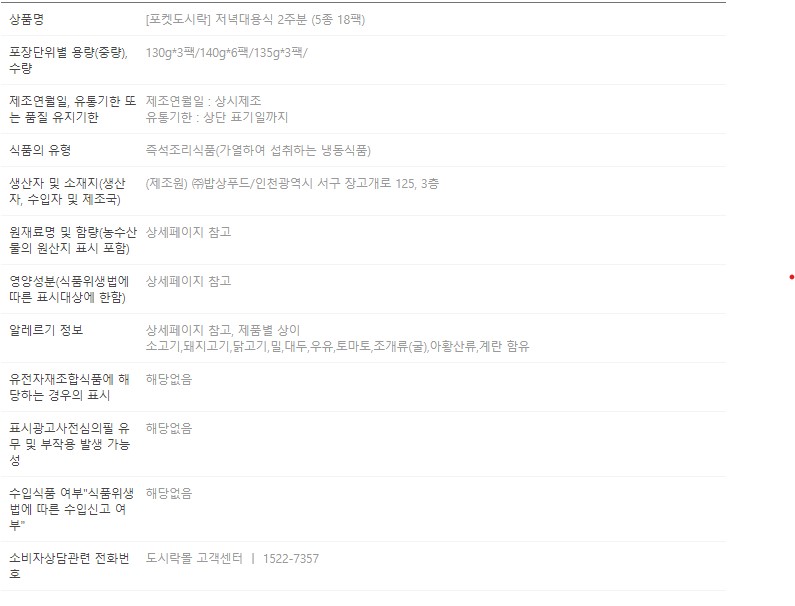 상품명
[포켓도시락] 저녁대용식 2주분 (5종 18팩)
포장단위별 용량(중량),
수량
130g*3팩/140g*6팩/135g*3팩/
제조연월일, 유통기한 또
는 품질 유지기한
제조연월일 : 상시제조
유통기한 : 상단 표기일까지
식품의 유형
즉석조리식품(가열하여 섭취하는 냉동식품)
생산자 및 소재지(생산
자, 수입자 및 제조국)
(제조원) ㈜밥상푸드/인천광역시 서구 장고개로 125, 3층
원재료명 및 함량(농수산
물의 원산지 표시 포함)
상세페이지 참고
영양성분(식품위생법에
따른 표시대상에 한함)
상세페이지 참고
알레르기 정보
상세페이지 참고, 제품별 상이
소고기,돼지고기,닭고기,밀,대두,우유,토마토,조개류(굴),아황산류,계란 함유
유전자재조합식품에 해
당하는 경우의 표시
해당없음
표시광고사전심의필 유
무 및 부작용 발생 가능
성
해당없음
수입식품 여부"식품위생
법에 따른 수입신고 여
부"
해당없음
소비자상담관련 전화번
호
도시락몰 고객센터 ㅣ 1522-7357